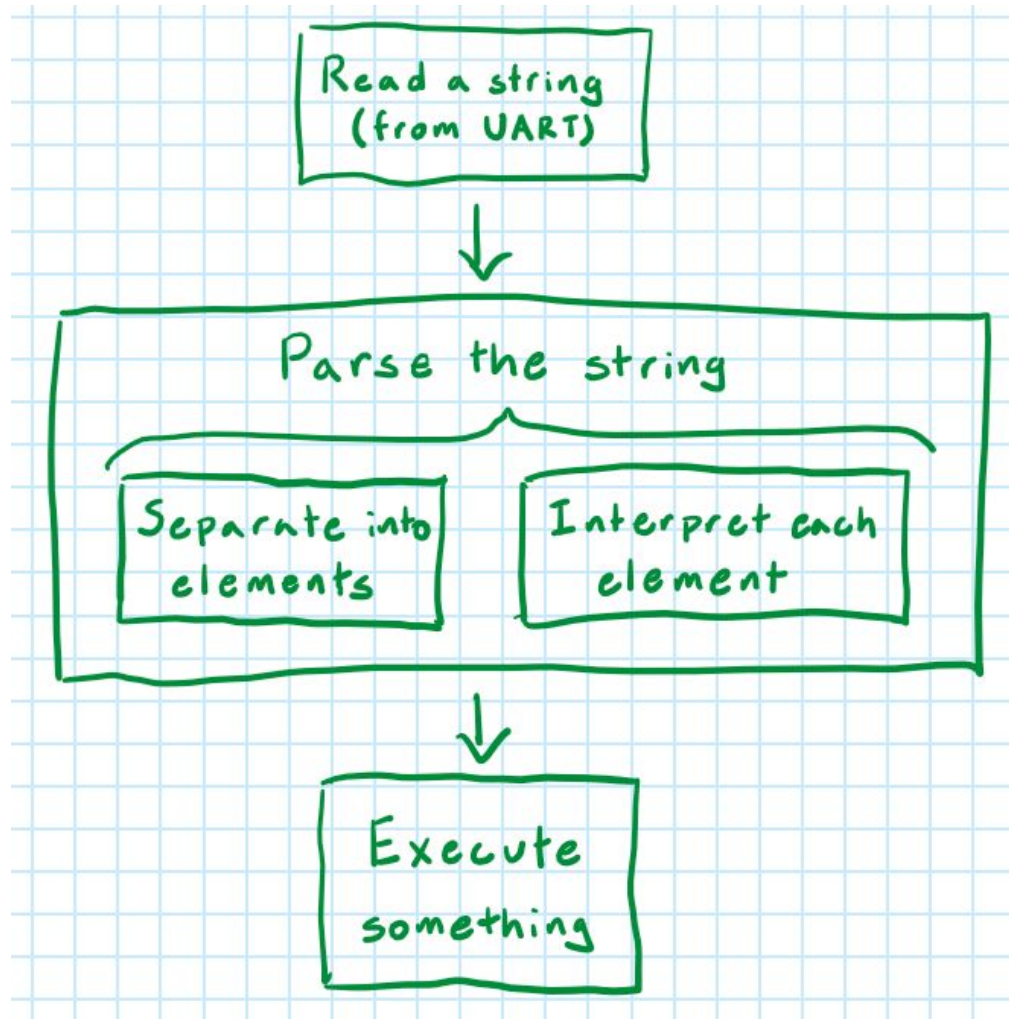 Read a string
(from UART)
Parse the string
Separate into
elements
Interpret each
element
Execute
something